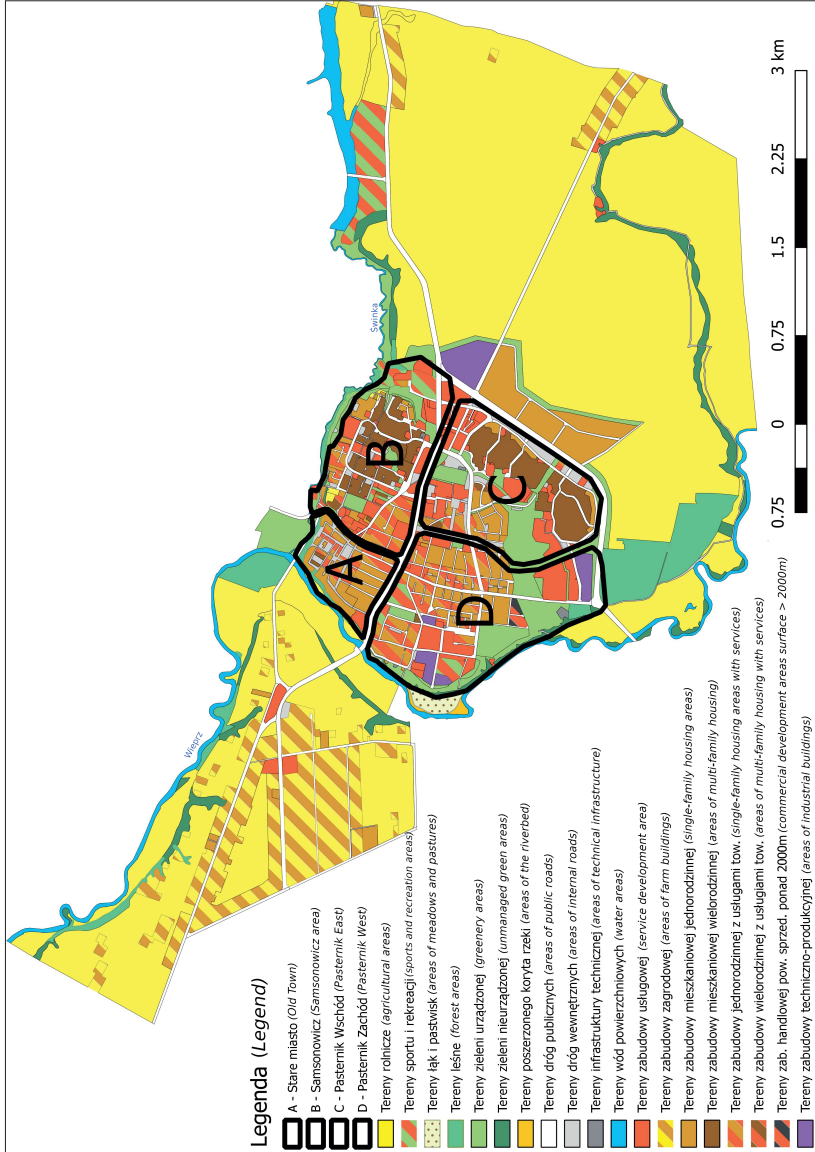 Legenda (Legend)
A - Stare miasto (Old Town)
B - Samsonowicz (Samsonowicz area)
C - Pasternik Wschód (Pasternik East)
D - Pasternik Zachód (Pasternik West)
Tereny rolnicze (agricultural areas)
Tereny sportu i rekreacji(sports and recreation areas)
Tereny łąk i pastwisk (areas of meadows and pastures)
Tereny leśne (forest areas)
Tereny zieleni urządzonej (greenery areas)
Tereny zieleni nieurządzonej (unmanaged green areas)
Tereny poszerzonego koryta rzeki (areas of the riverbed)
Tereny dróg publicznych (areas of public roads)
Tereny dróg wewnętrznych (areas of internal roads)
Tereny infrastruktury technicznej (areas of technical infrastructure)
Tereny wód powierzchniowych (water areas)
Tereny zabudowy usługowej (service development area)
Tereny zabudowy zagrodowej (areas of farm buildings)
Tereny zabudowy mieszkaniowej jednorodzinnej (single-family housing areas)
Tereny zabudowy mieszkaniowej wielorodzinnej (areas of multi-family housing)
Tereny zabudowy jednorodzinnej z usługami tow. (single-family housing areas with services)
Tereny zabudowy wielorodzinnej z usługiami tow. (areas of multi-family housing with services)
Tereny zab. handlowej pow. sprzed. ponad 2000m (commercial development areas surface > 2000m)
Tereny zabudowy techniczno-produkcyjnej (areas of industrial buildings)
Wieprz
Świnka
A
B
C
D
0.75 0 0.75 1.5 2.25 3 km